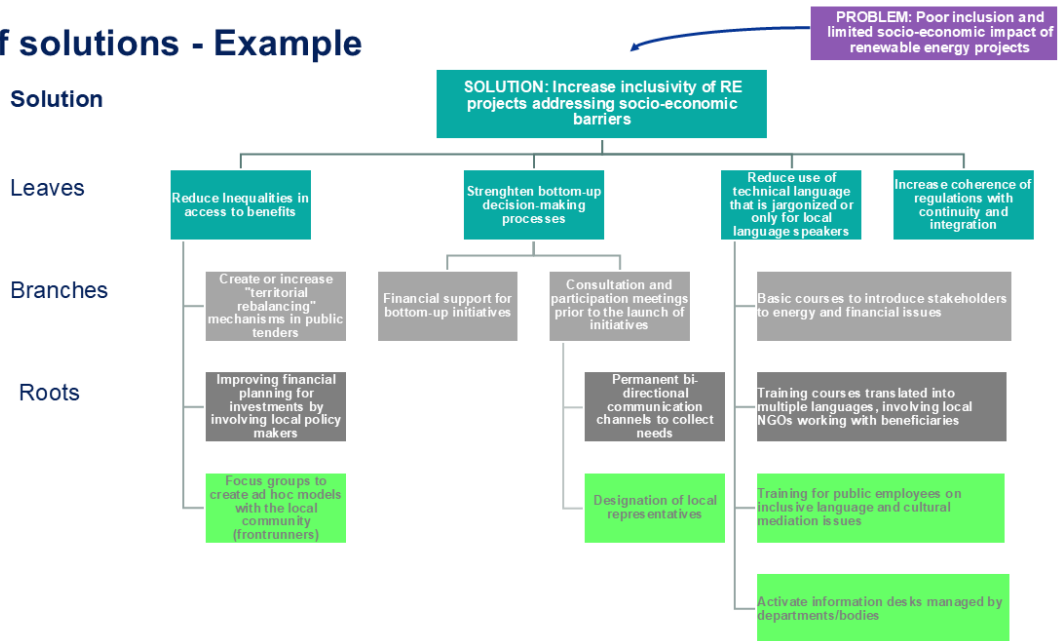 f solutions - Example
PROBLEM: Poor inclusion and
limited socio-economic impact of
renewable energy projects
Solution
SOLUTION: Increase inclusivity of RE
projects addressing socio-economic
barriers
Leaves
Reduce Inequalities in
access to benefits
Strenghten bottom-up
decision-making
processes
Reduce use of
technical language
that is jargonized or
only for local
language speakers
Increase coherence of
regulations with
continuity and
integration
Branches
Create or increase
"territorial
rebalancing"
mechanisms in public
tenders
Financial support for
bottom-up initiatives
Consultation and
participation meetings
prior to the launch of
initiatives
Basic courses to introduce stakeholders
to energy and financial issues
Roots
Improving financial
planning for
investments by
involving local policy
makers
Permanent bi-
directional
communication
channels to collect
needs
Training courses translated into
multiple languages, involving local
NGOs working with beneficiaries
Focus groups to
create ad hoc models
with the local
community
(frontrunners)
Designation of local
representatives
Training for public employees on
inclusive language and cultural
mediation issues
Activate information desks managed by
departments/bodies